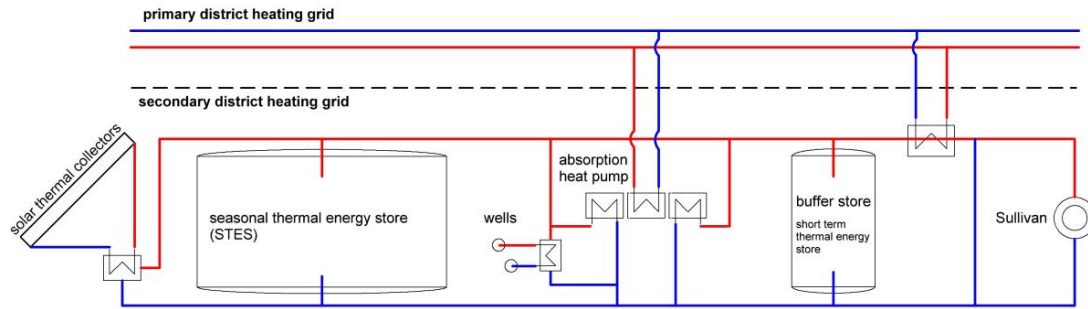 primary district heating grid
secondary district heating grid
solar thermal collectors
seasonal thermal energy store
(STES)
wells
absorption
heat pump
buffer store
short term
thermal energy
store
Sullivan